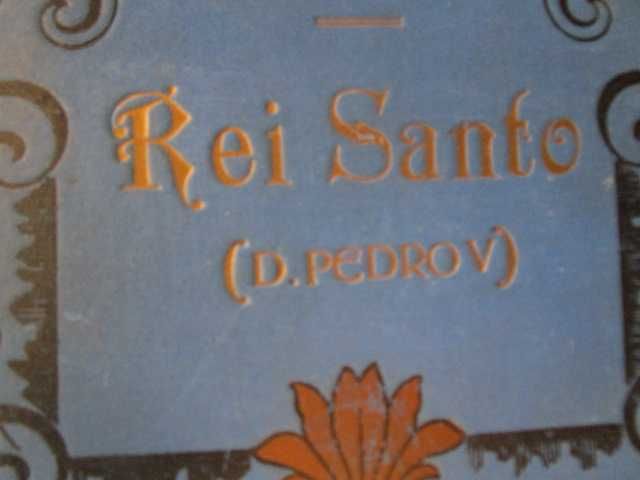 Rei Santo
(D. PEDRO V)